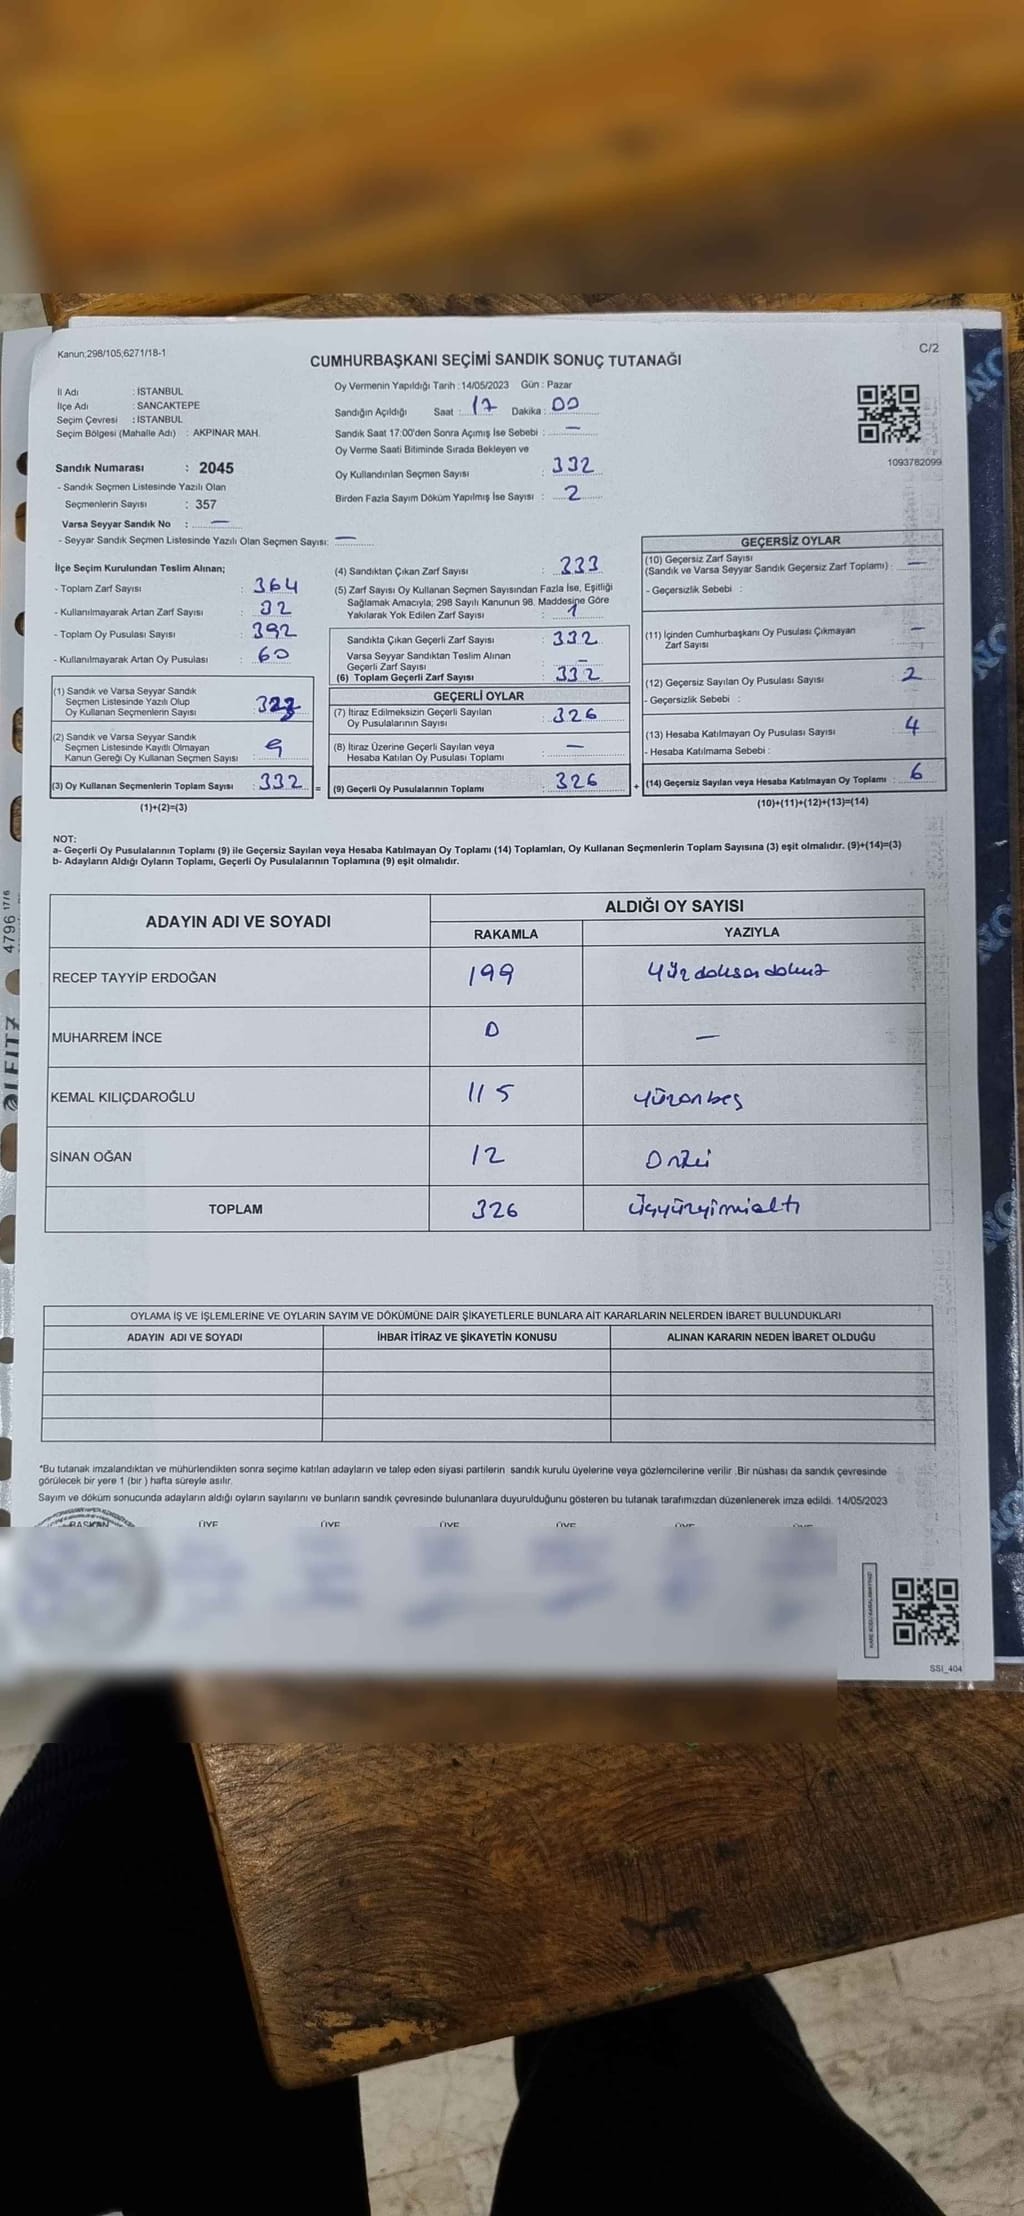 Kanun;298/105;6271/18-1
C/2
CUMHURBAŞKANI SEÇİMİ SANDIK SONUÇ TUTANAĞI
İl Adı : İSTANBUL
İlçe Adı : SANCAKTEPE
Seçim Çevresi : İSTANBUL
Seçim Bölgesi (Mahalle Adı) : AKPINAR MAH.
Sandık Numarası : 2045
- Sandık Seçmen Listesinde Yazılı Olan
Seçmenlerin Sayısı : 357
Varsa Seyyar Sandık No : —
- Seyyar Sandık Seçmen Listesinde Yazılı Olan Seçmen Sayısı: —
Oy Vermenin Yapıldığı Tarih : 14/05/2023 Gün : Pazar
Sandığın Açıldığı Saat : 17 Dakika : 00
Sandık Saat 17:00'den Sonra Açımış İse Sebebi : —
Oy Verme Saati Bitiminde Sırada Bekleyen ve
Oy Kullandırılan Seçmen Sayısı : 332
Birden Fazla Sayım Döküm Yapılmış İse Sayısı : 2
1093782099
İlçe Seçim Kurulundan Teslim Alınan;
- Toplam Zarf Sayısı : 364
- Kullanılmayarak Artan Zarf Sayısı : 32
- Toplam Oy Pusulası Sayısı : 392
- Kullanılmayarak Artan Oy Pusulası : 60
(1) Sandık ve Varsa Seyyar Sandık
Seçmen Listesinde Yazılı Olup
Oy Kullanan Seçmenlerin Sayısı : 323
(2) Sandık ve Varsa Seyyar Sandık
Seçmen Listesinde Kayıtlı Olmayan
Kanun Gereği Oy Kullanan Seçmen Sayısı : 9
(3) Oy Kullanan Seçmenlerin Toplam Sayısı : 332 =
(1)+(2)=(3)
(4) Sandıktan Çıkan Zarf Sayısı : 333
(5) Zarf Sayısı Oy Kullanan Seçmen Sayısından Fazla İse, Eşitliği
Sağlamak Amacıyla; 298 Sayılı Kanunun 98. Maddesine Göre
Yakılarak Yok Edilen Zarf Sayısı : 1
Sandıkta Çıkan Geçerli Zarf Sayısı : 332
Varsa Seyyar Sandıktan Teslim Alınan
Geçerli Zarf Sayısı : —
(6) Toplam Geçerli Zarf Sayısı : 332
GEÇERLİ OYLAR
(7) İtiraz Edilmeksizin Geçerli Sayılan
Oy Pusulalarının Sayısı : 326
(8) İtiraz Üzerine Geçerli Sayılan veya
Hesaba Katılan Oy Pusulası Toplamı : —
(9) Geçerli Oy Pusulalarının Toplamı : 326 +
GEÇERSİZ OYLAR
(10) Geçersiz Zarf Sayısı
(Sandık ve Varsa Seyyar Sandık Geçersiz Zarf Toplamı) : —
- Geçersizlik Sebebi :
(11) İçinden Cumhurbaşkanı Oy Pusulası Çıkmayan
Zarf Sayısı : —
(12) Geçersiz Sayılan Oy Pusulası Sayısı : 2
- Geçersizlik Sebebi :
(13) Hesaba Katılmayan Oy Pusulası Sayısı : 4
- Hesaba Katılmama Sebebi :
(14) Geçersiz Sayılan veya Hesaba Katılmayan Oy Toplamı : 6
(10)+(11)+(12)+(13)=(14)
NOT:
a- Geçerli Oy Pusulalarının Toplamı (9) ile Geçersiz Sayılan veya Hesaba Katılmayan Oy Toplamı (14) Toplamları, Oy Kullanan Seçmenlerin Toplam Sayısına (3) eşit olmalıdır. (9)+(14)=(3)
b- Adayların Aldığı Oyların Toplamı, Geçerli Oy Pusulalarının Toplamına (9) eşit olmalıdır.
ADAYIN ADI VE SOYADI
ALDIĞI OY SAYISI
RAKAMLA YAZIYLA
RECEP TAYYİP ERDOĞAN 199 Yüz doksan dokuz
MUHARREM İNCE 0 —
KEMAL KILIÇDAROĞLU 115 yüzonbeş
SİNAN OĞAN 12 Oniki
TOPLAM 326 Üçyüzyirmialtı
OYLAMA İŞ VE İŞLEMLERİNE VE OYLARIN SAYIM VE DÖKÜMÜNE DAİR ŞİKAYETLERLE BUNLARA AİT KARARLARIN NELERDEN İBARET BULUNDUKLARI
ADAYIN ADI VE SOYADI İHBAR İTİRAZ VE ŞİKAYETİN KONUSU ALINAN KARARIN NEDEN İBARET OLDUĞU
*Bu tutanak imzalandıktan ve mühürlendikten sonra seçime katılan adayların ve talep eden siyasi partilerin sandık kurulu üyelerine veya gözlemcilerine verilir .Bir nüshası da sandık çevresinde
görülecek bir yere 1 (bir ) hafta süreyle asılır.
Sayım ve döküm sonucunda adayların aldığı oyların sayılarını ve bunların sandık çevresinde bulunanlara duyurulduğunu gösteren bu tutanak tarafımızdan düzenlenerek imza edildi. 14/05/2023
BAŞKAN ÜYE ÜYE ÜYE ÜYE ÜYE ÜYE
SSI_404
4796 17/6